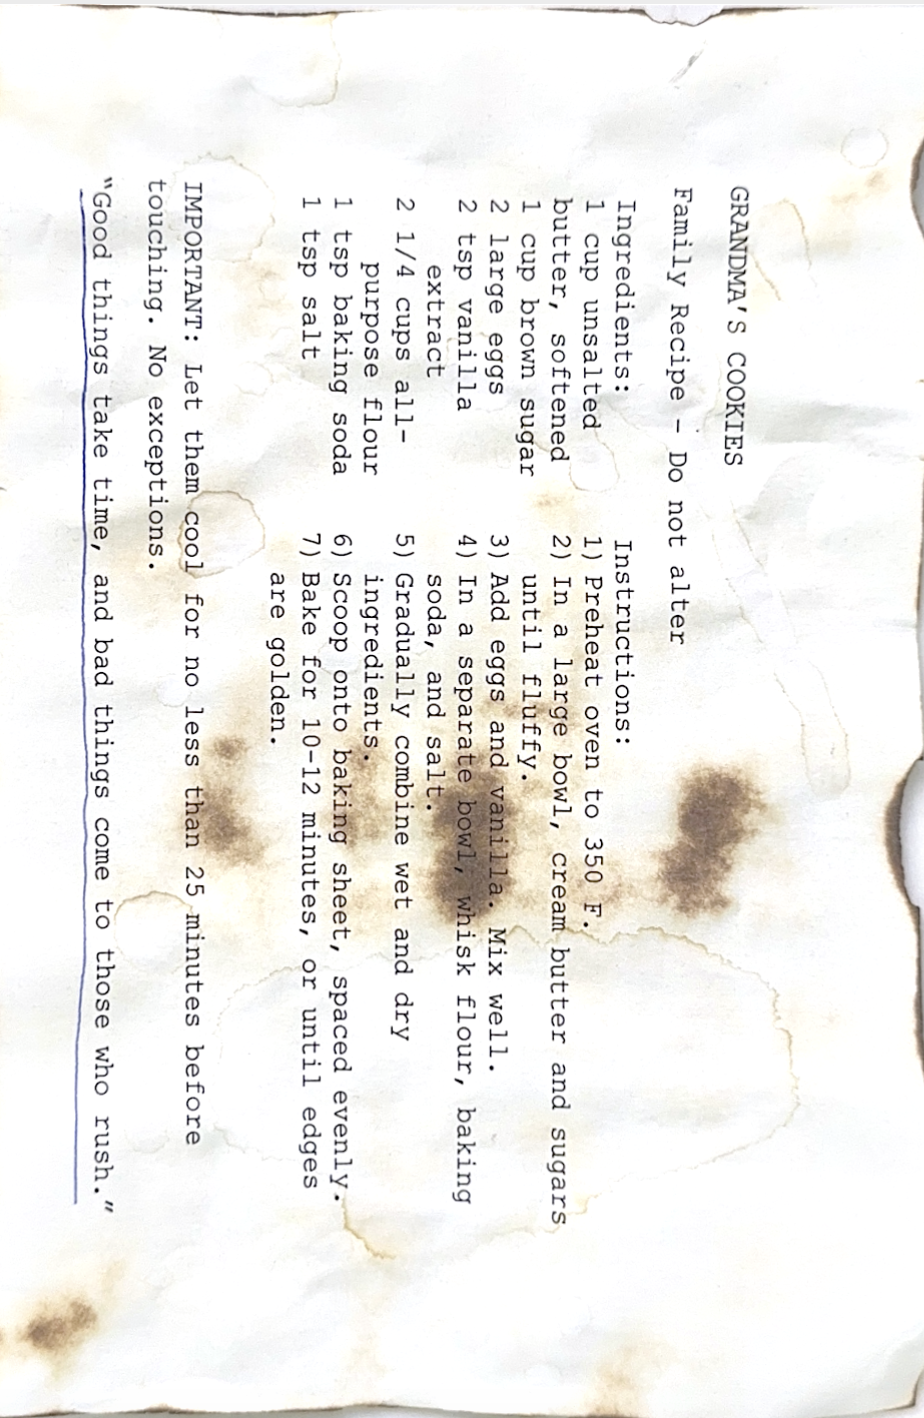 GRANDMA'S COOKIES
Family Recipe - Do not alter
Ingredients:
1 cup unsalted
butter, softened
1 cup brown sugar
2 large eggs
2 tsp vanilla
extract
2 1/4 cups all-
purpose flour
1 tsp baking soda
1 tsp salt
Instructions:
1) Preheat oven to 350 F.
2) In a large bowl, cream butter and sugars
until fluffy.
3) Add eggs and vanilla. Mix well.
4) In a separate bowl, whisk flour, baking
soda, and salt.
5) Gradually combine wet and dry
ingredients.
6) Scoop onto baking sheet, spaced evenly.
7) Bake for 10-12 minutes, or until edges
are golden.
IMPORTANT: Let them cool for no less than 25 minutes before
touching. No exceptions.
"Good things take time, and bad things come to those who rush."